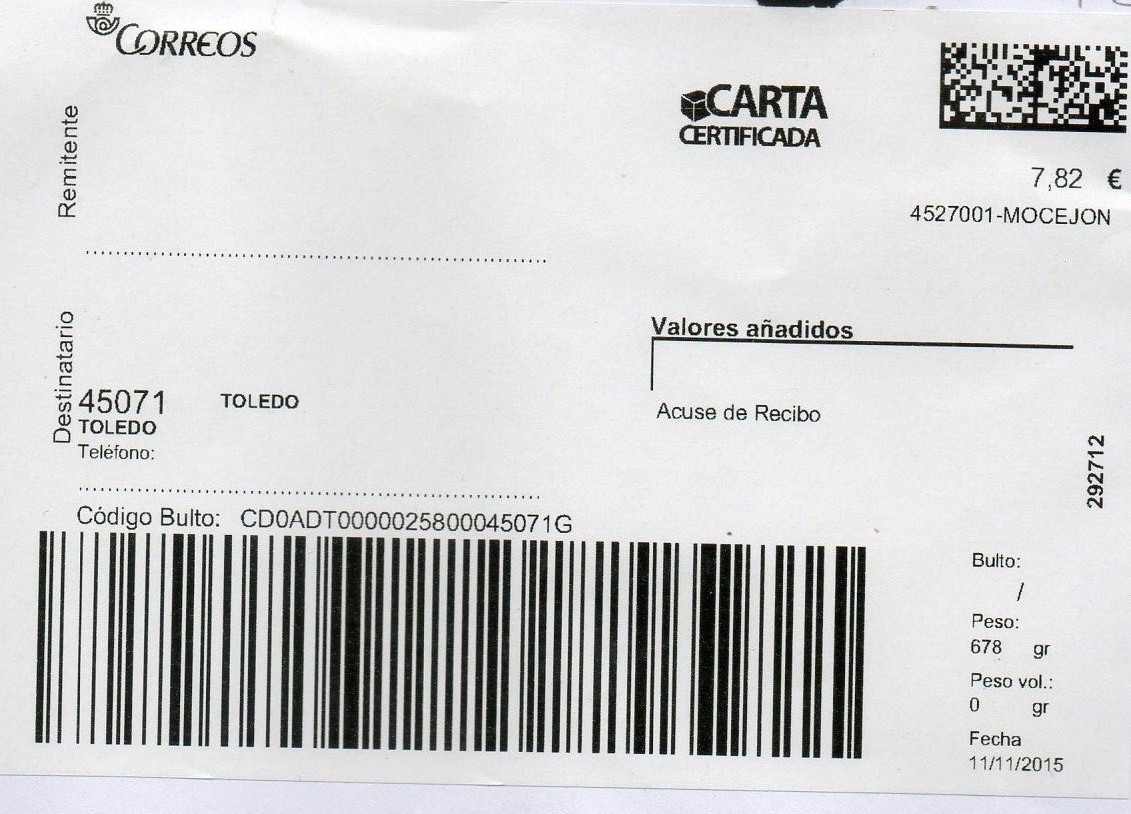 CORREOS
CARTA
CERTIFICADA
Remitente
7,82 €
4527001-MOCEJON
Valores añadidos
Destinatario
45071 TOLEDO
TOLEDO
Teléfono:
Acuse de Recibo
292712
Código Bulto: CD0ADT0000025800045071G
Bulto:
/
Peso:
678 gr
Peso vol.:
0 gr
Fecha
11/11/2015